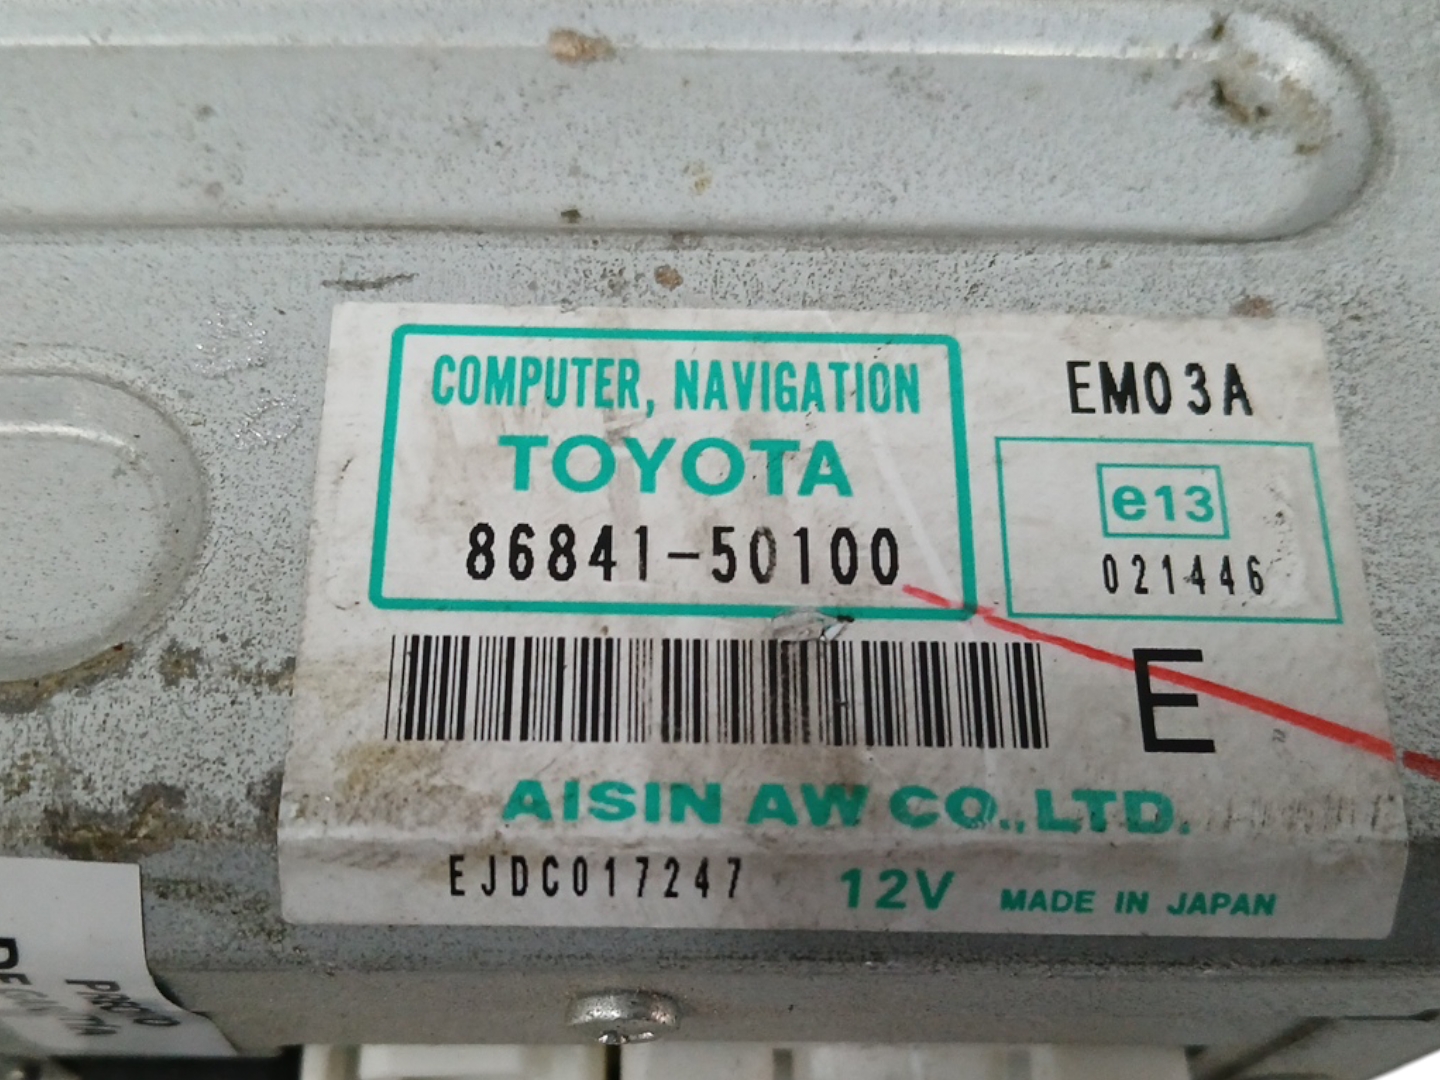 COMPUTER, NAVIGATION
TOYOTA
86841-50100
EM03A
e13
021446
E
AISIN AW CO., LTD.
EJDC017247
12V
MADE IN JAPAN